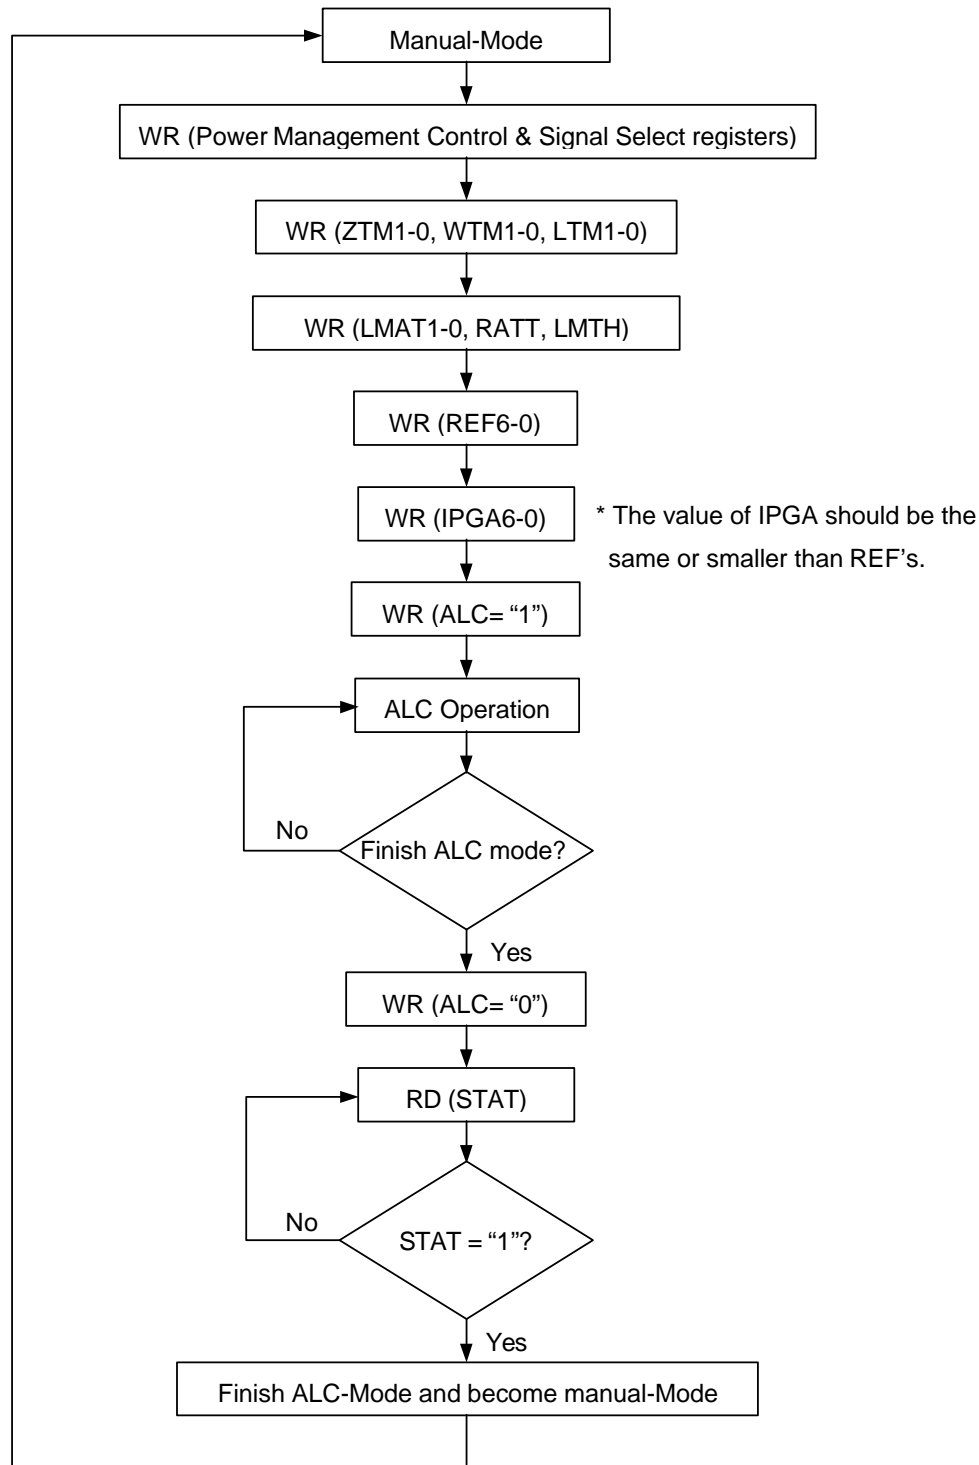 Manual-Mode
WR (Power Management Control & Signal Select registers)
WR (ZTM1-0, WTM1-0, LTM1-0)
WR (LMAT1-0, RATT, LMTH)
WR (REF6-0)
WR (IPGA6-0)
* The value of IPGA should be the
same or smaller than REF’s.
WR (ALC= “1”)
ALC Operation
No
Finish ALC mode?
Yes
WR (ALC= “0”)
RD (STAT)
No
STAT = “1”?
Yes
Finish ALC-Mode and become manual-Mode